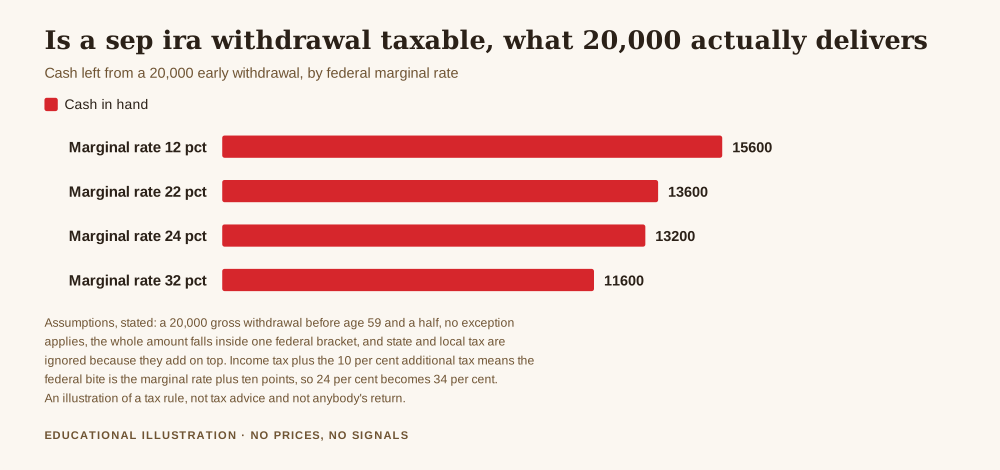 Is a sep ira withdrawal taxable, what 20,000 actually delivers
Cash left from a 20,000 early withdrawal, by federal marginal rate
Cash in hand
Marginal rate 12 pct 15600
Marginal rate 22 pct 13600
Marginal rate 24 pct 13200
Marginal rate 32 pct 11600
Assumptions, stated: a 20,000 gross withdrawal before age 59 and a half, no exception
applies, the whole amount falls inside one federal bracket, and state and local tax are
ignored because they add on top. Income tax plus the 10 per cent additional tax means the
federal bite is the marginal rate plus ten points, so 24 per cent becomes 34 per cent.
An illustration of a tax rule, not tax advice and not anybody's return.
EDUCATIONAL ILLUSTRATION · NO PRICES, NO SIGNALS